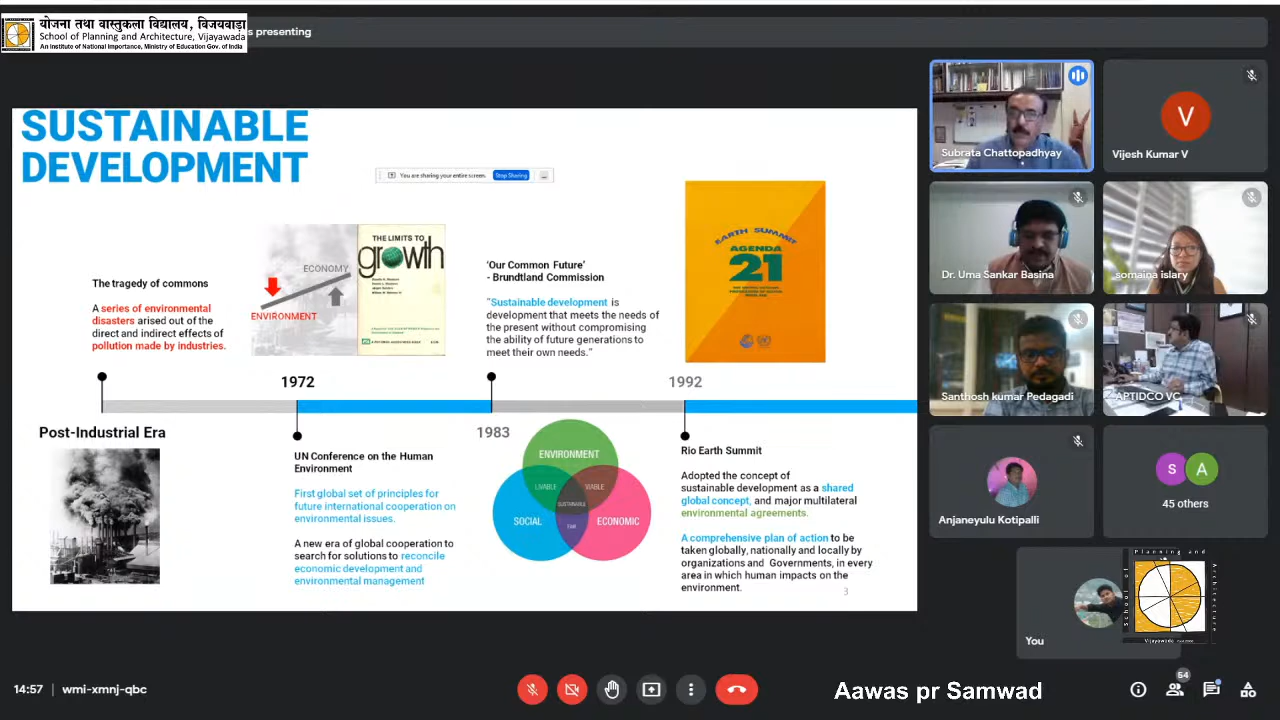 योजना तथा वास्तुकला विद्यालय, विजयवाड़ा
School of Planning and Architecture, Vijayawada
An Institute of National Importance, Ministry of Education Gov. of India
s presenting
SUSTAINABLE
DEVELOPMENT
You are sharing your entire screen.
Stop Sharing
The tragedy of commons
A series of environmental
disasters arised out of the
direct and indirect effects of
pollution made by industries.
ECONOMY
ENVIRONMENT
THE LIMITS TO
growth
'Our Common Future'
- Brundtland Commission
"Sustainable development is
development that meets the needs of
the present without compromising
the ability of future generations to
meet their own needs."
EARTH SUMMIT
AGENDA
21
1972
1992
Post-Industrial Era
1983
UN Conference on the Human
Environment
First global set of principles for
future international cooperation on
environmental issues.
A new era of global cooperation to
search for solutions to reconcile
economic development and
environmental management
ENVIRONMENT
LIVABLE
VIABLE
SUSTAINABLE
SOCIAL
ECONOMIC
Rio Earth Summit
Adopted the concept of
sustainable development as a shared
global concept, and major multilateral
environmental agreements.
A comprehensive plan of action to be
taken globally, nationally and locally by
organizations and Governments, in every
area in which human impacts on the
environment.
3
Subrata Chattopadhyay
V
Vijesh Kumar V
Dr. Uma Sankar Basina
somaina islary
Santhosh kumar Pedagadi
APTIDCO VC
Anjaneyulu Kotipalli
S
A
45 others
You
Planning and
Architecture
School of
Vijayawada
14:57 | wmi-xmnj-qbc
Aawas pr Samwad
54